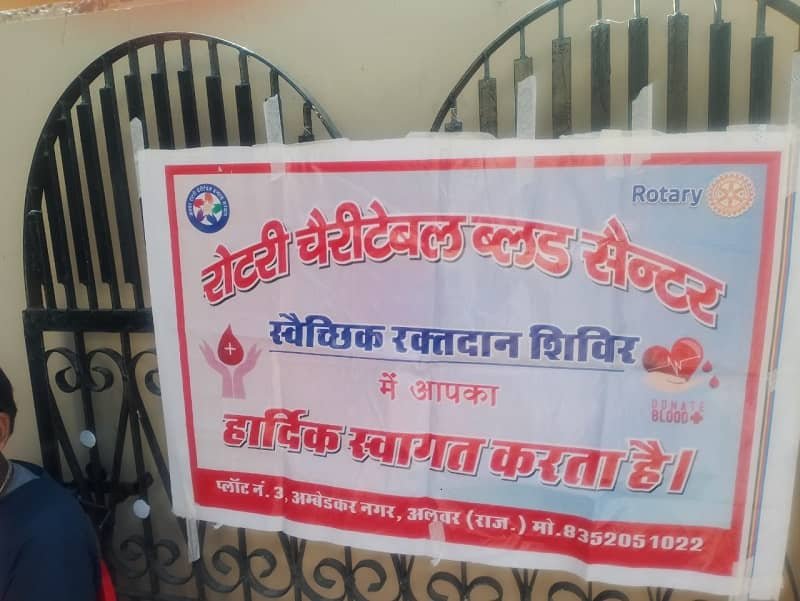 Rotary
रोटरी चैरीटेबल ब्लड सैन्टर
स्वैच्छिक रक्तदान शिविर
में आपका
DONATE
BLOOD
हार्दिक स्वागत करता है।
प्लॉट नं. 3, अम्बेडकर नगर, अलवर (राज.) मो.8352051022